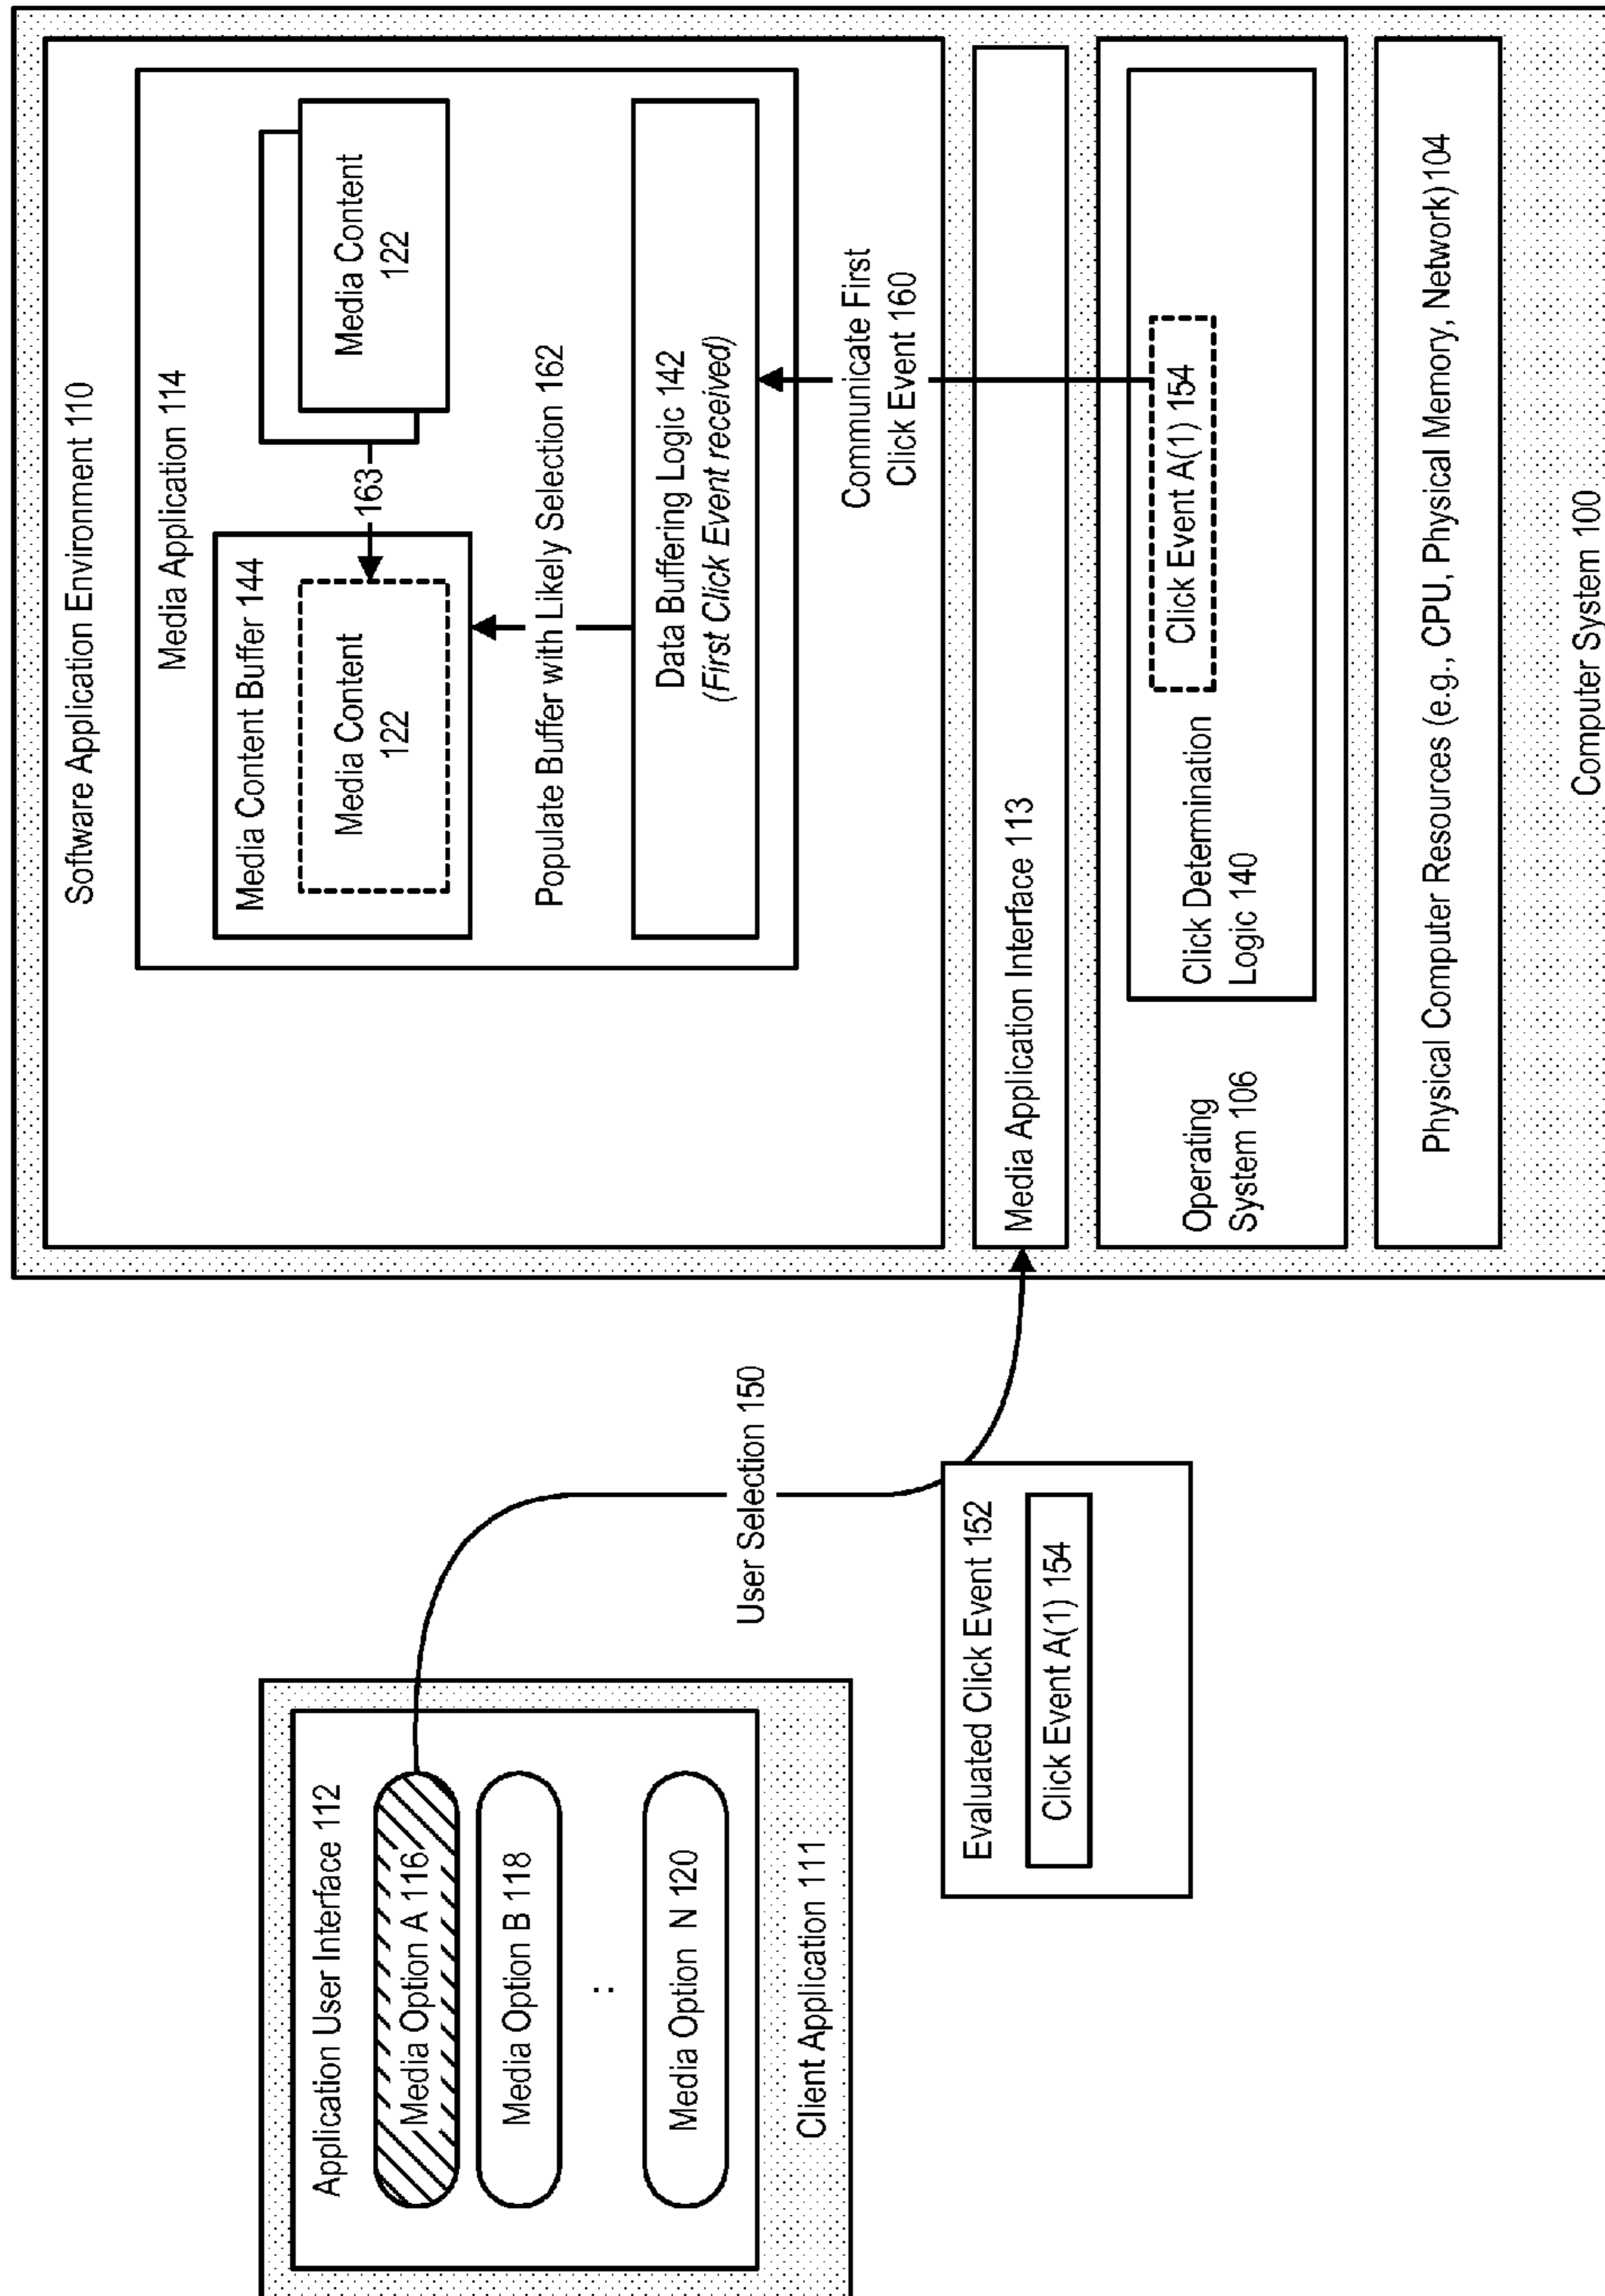 Application User Interface 112
Media Option A 116
Media Option B 118
:
Media Option N 120
Client Application 111
User Selection 150
Evaluated Click Event 152
Click Event A(1) 154
Software Application Environment 110
Media Application 114
Media Content Buffer 144
Media Content
122
163
Media Content
122
Populate Buffer with Likely Selection 162
Data Buffering Logic 142
(First Click Event received)
Communicate First
Click Event 160
Media Application Interface 113
Operating
System 106
Click Determination
Logic 140
Click Event A(1) 154
Physical Computer Resources (e.g., CPU, Physical Memory, Network) 104
Computer System 100